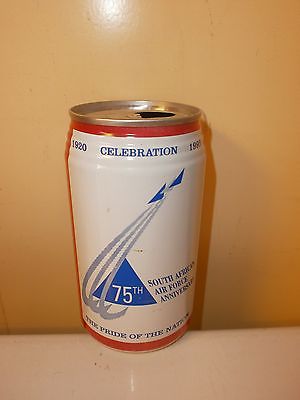 1920 CELEBRATION
75TH
SOUTH AFRICAN
AIR FORCE
ANNIVERSARY
THE PRIDE OF THE NATION